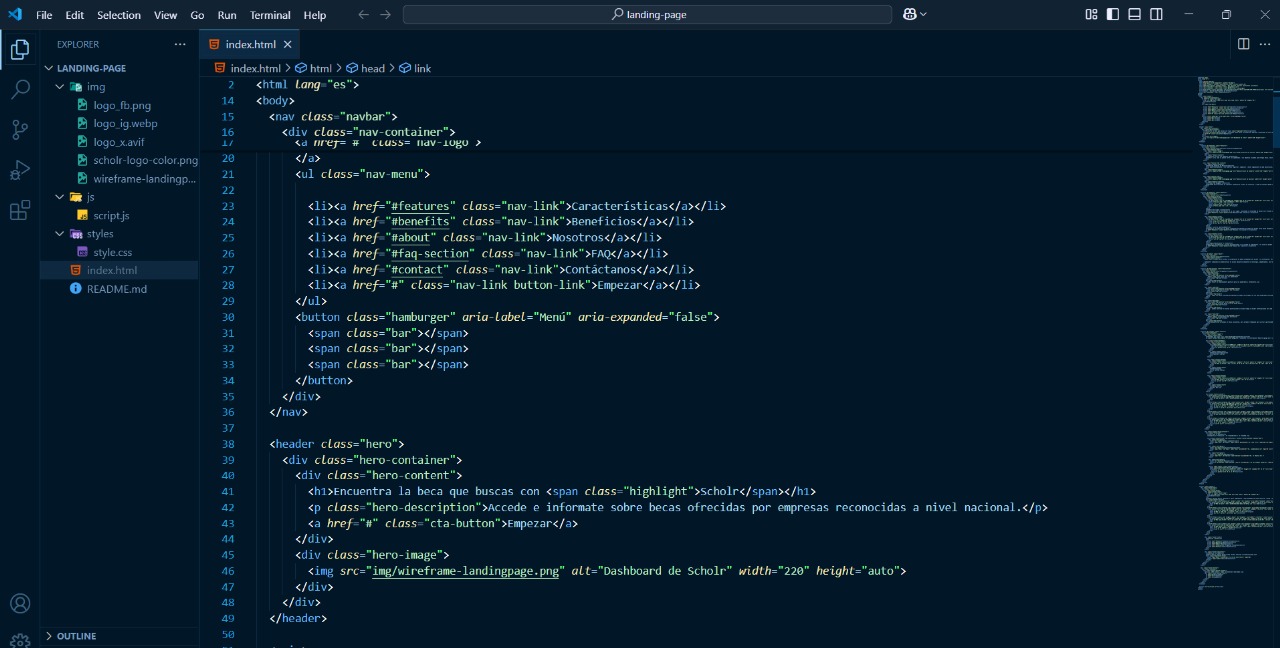 File Edit Selection View Go Run Terminal Help landing-page
EXPLORER
LANDING-PAGE
img
logo_fb.png
logo_ig.webp
logo_x.avif
scholr-logo-color.png
wireframe-landingp...
js
script.js
styles
style.css
index.html
README.md
OUTLINE
index.html
index.html > html > head > link
2 <html lang="es">
14 <body>
15 <nav class="navbar">
16 <div class="nav-container">
17 <a href="#" class="nav-logo">
20 </a>
21 <ul class="nav-menu">
22
23 <li><a href="#features" class="nav-link">Características</a></li>
24 <li><a href="#benefits" class="nav-link">Beneficios</a></li>
25 <li><a href="#about" class="nav-link">Nosotros</a></li>
26 <li><a href="#faq-section" class="nav-link">FAQ</a></li>
27 <li><a href="#contact" class="nav-link">Contáctanos</a></li>
28 <li><a href="#" class="nav-link button-link">Empezar</a></li>
29 </ul>
30 <button class="hamburger" aria-label="Menú" aria-expanded="false">
31 <span class="bar"></span>
32 <span class="bar"></span>
33 <span class="bar"></span>
34 </button>
35 </div>
36 </nav>
37
38 <header class="hero">
39 <div class="hero-container">
40 <div class="hero-content">
41 <h1>Encuentra la beca que buscas con <span class="highlight">Scholr</span></h1>
42 <p class="hero-description">Accede e informate sobre becas ofrecidas por empresas reconocidas a nivel nacional.</p>
43 <a href="#" class="cta-button">Empezar</a>
44 </div>
45 <div class="hero-image">
46 <img src="img/wireframe-landingpage.png" alt="Dashboard de Scholr" width="220" height="auto">
47 </div>
48 </div>
49 </header>
50